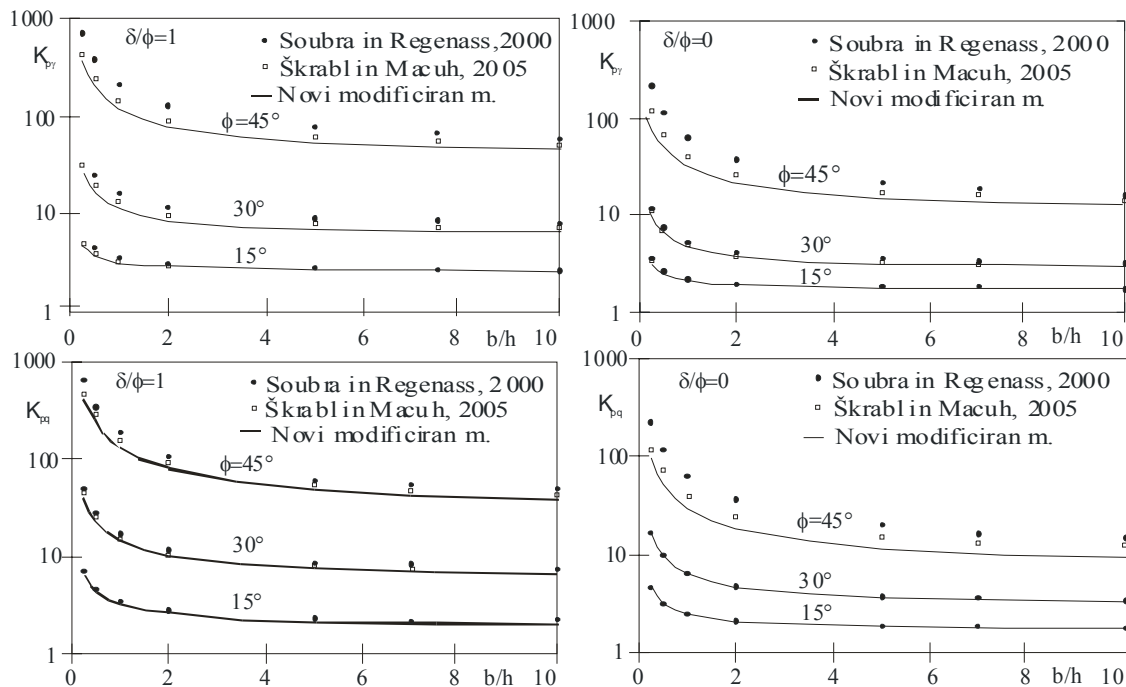 1000
δ/ϕ=1
K_pγ
• Soubra in Regenass, 2000
□ Škrabl in Macuh, 2005
— Novi modificiran m.
100
ϕ=45°
10
30°
15°
1
0 2 4 6 8 10
b/h
1000
δ/ϕ=0
K_pγ
• Soubra in Regenass, 2000
□ Škrabl in Macuh, 2005
— Novi modificiran m.
100
ϕ=45°
10
30°
15°
1
0 2 4 6 8 10
b/h
1000
δ/ϕ=1
K_pq
• Soubra in Regenass, 2000
□ Škrabl in Macuh, 2005
— Novi modificiran m.
100
ϕ=45°
10
30°
15°
1
0 2 4 6 8 10
b/h
1000
δ/ϕ=0
K_pq
• Soubra in Regenass, 2000
□ Škrabl in Macuh, 2005
— Novi modificiran m.
100
ϕ=45°
10
30°
15°
1
0 2 4 6 8 10
b/h